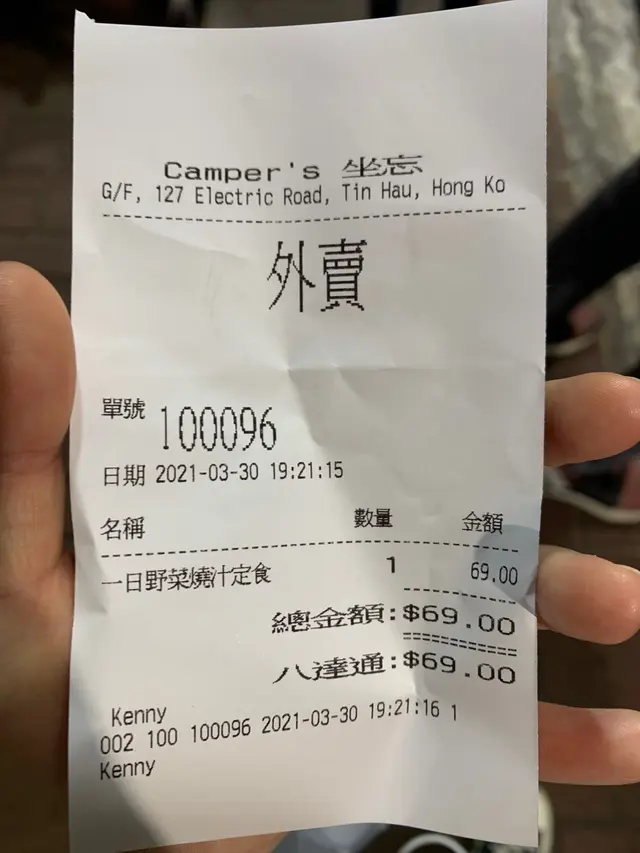 Camper's 坐忘
G/F, 127 Electric Road, Tin Hau, Hong Ko
外賣
單號 100096
日期 2021-03-30 19:21:15
名稱 數量 金額
一日野菜燒汁定食 1 69.00
總金額:$69.00
八達通:$69.00
Kenny
002 100 100096 2021-03-30 19:21:16 1
Kenny